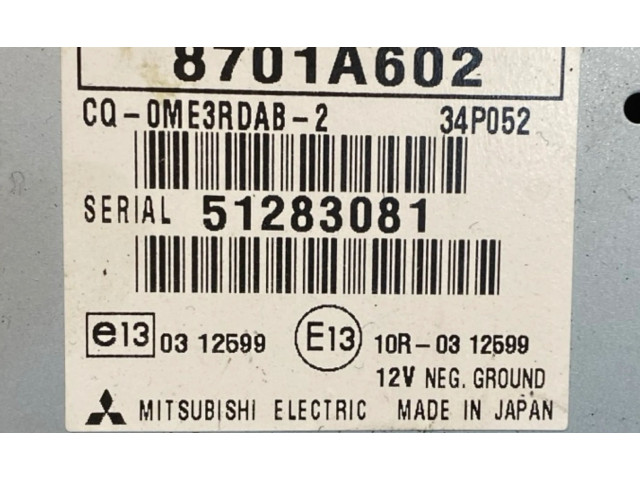 8701A602
CQ-0ME3RDAB-2 34P052
SERIAL 51283081
e13 03 12599 E13 10R-03 12599
12V NEG. GROUND
MITSUBISHI ELECTRIC MADE IN JAPAN